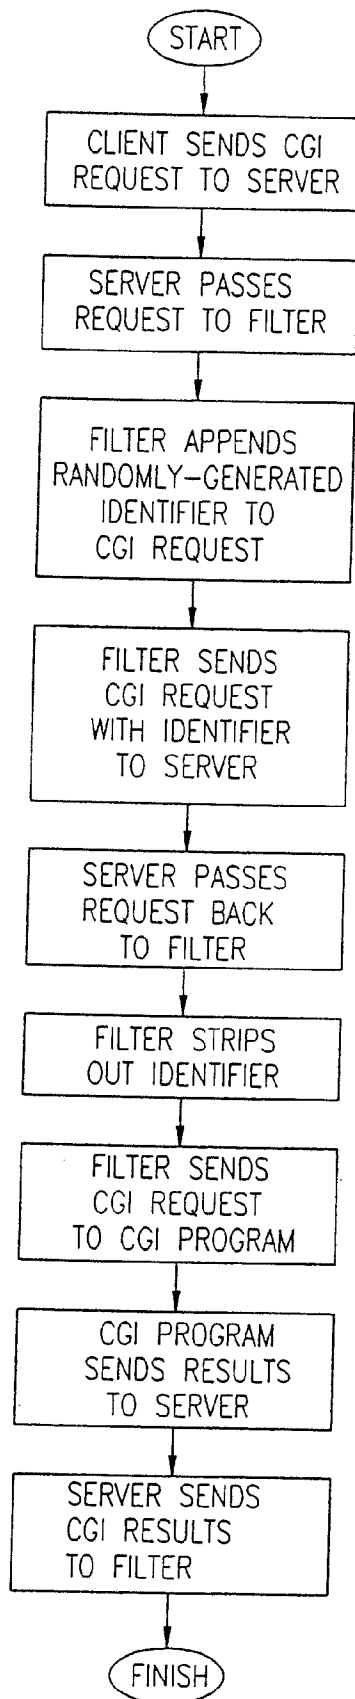 START
CLIENT SENDS CGI
REQUEST TO SERVER
SERVER PASSES
REQUEST TO FILTER
FILTER APPENDS
RANDOMLY-GENERATED
IDENTIFIER TO
CGI REQUEST
FILTER SENDS
CGI REQUEST
WITH IDENTIFIER
TO SERVER
SERVER PASSES
REQUEST BACK
TO FILTER
FILTER STRIPS
OUT IDENTIFIER
FILTER SENDS
CGI REQUEST
TO CGI PROGRAM
CGI PROGRAM
SENDS RESULTS
TO SERVER
SERVER SENDS
CGI RESULTS
TO FILTER
FINISH